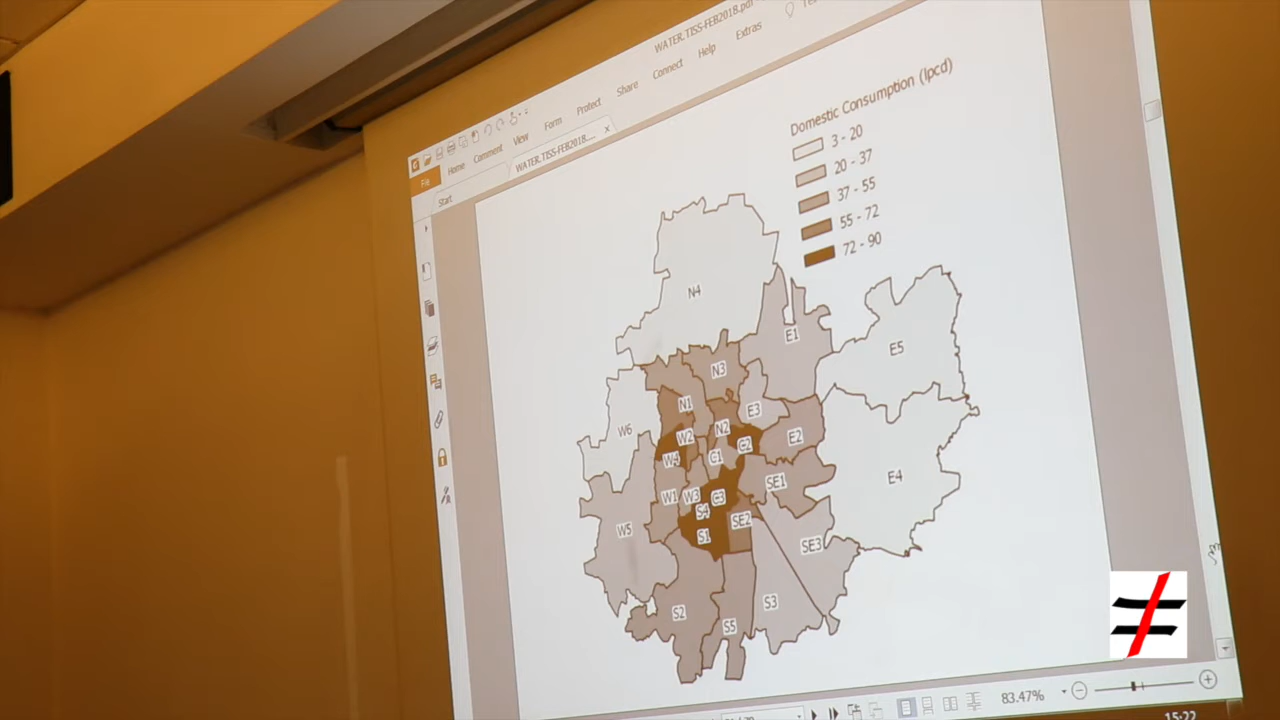 WATER.TISS-FEB2018.pdf
File
Home
Comment
View
Form
Protect
Share
Connect
Help
Extras
Start
WATER.TISS-FEB2018....
Domestic Consumption (lpcd)
3 - 20
20 - 37
37 - 55
55 - 72
72 - 90
N4
E1
E5
N3
N1
E3
W6
N2
W2
C2
E2
W4
C1
E4
SE1
W1
W3
C3
S4
SE2
W5
S1
SE3
S3
S2
S5
83.47%
15:22